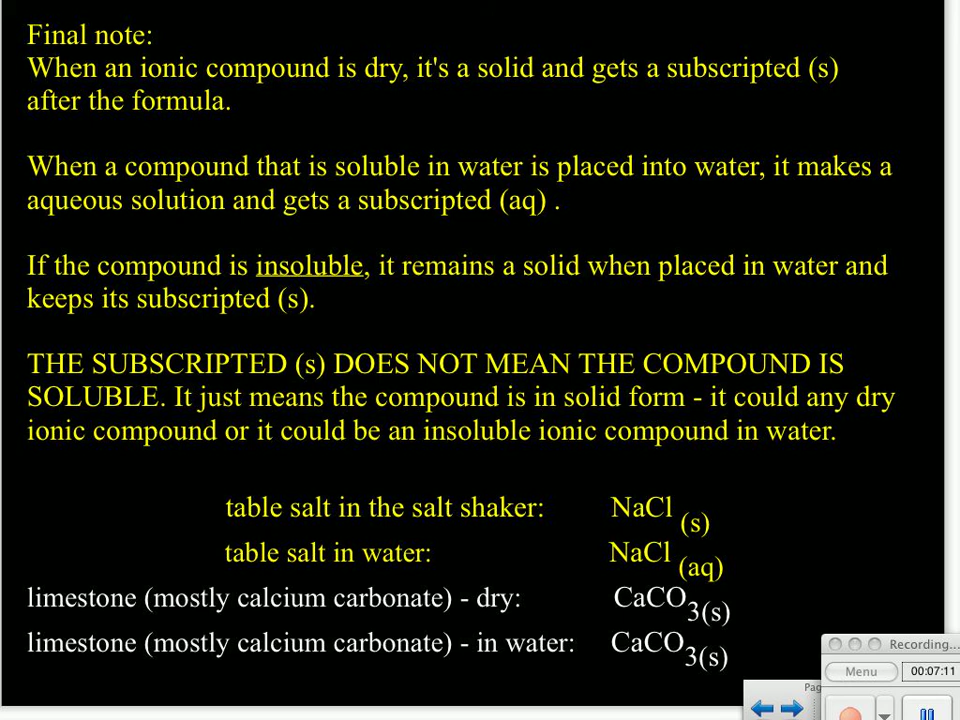 Final note:
When an ionic compound is dry, it's a solid and gets a subscripted (s)
after the formula.
When a compound that is soluble in water is placed into water, it makes a
aqueous solution and gets a subscripted (aq) .
If the compound is insoluble, it remains a solid when placed in water and
keeps its subscripted (s).
THE SUBSCRIPTED (s) DOES NOT MEAN THE COMPOUND IS
SOLUBLE. It just means the compound is in solid form - it could any dry
ionic compound or it could be an insoluble ionic compound in water.
table salt in the salt shaker: NaCl (s)
table salt in water: NaCl (aq)
limestone (mostly calcium carbonate) - dry: CaCO3(s)
limestone (mostly calcium carbonate) - in water: CaCO3(s)
Recording...
Menu 00:07:11